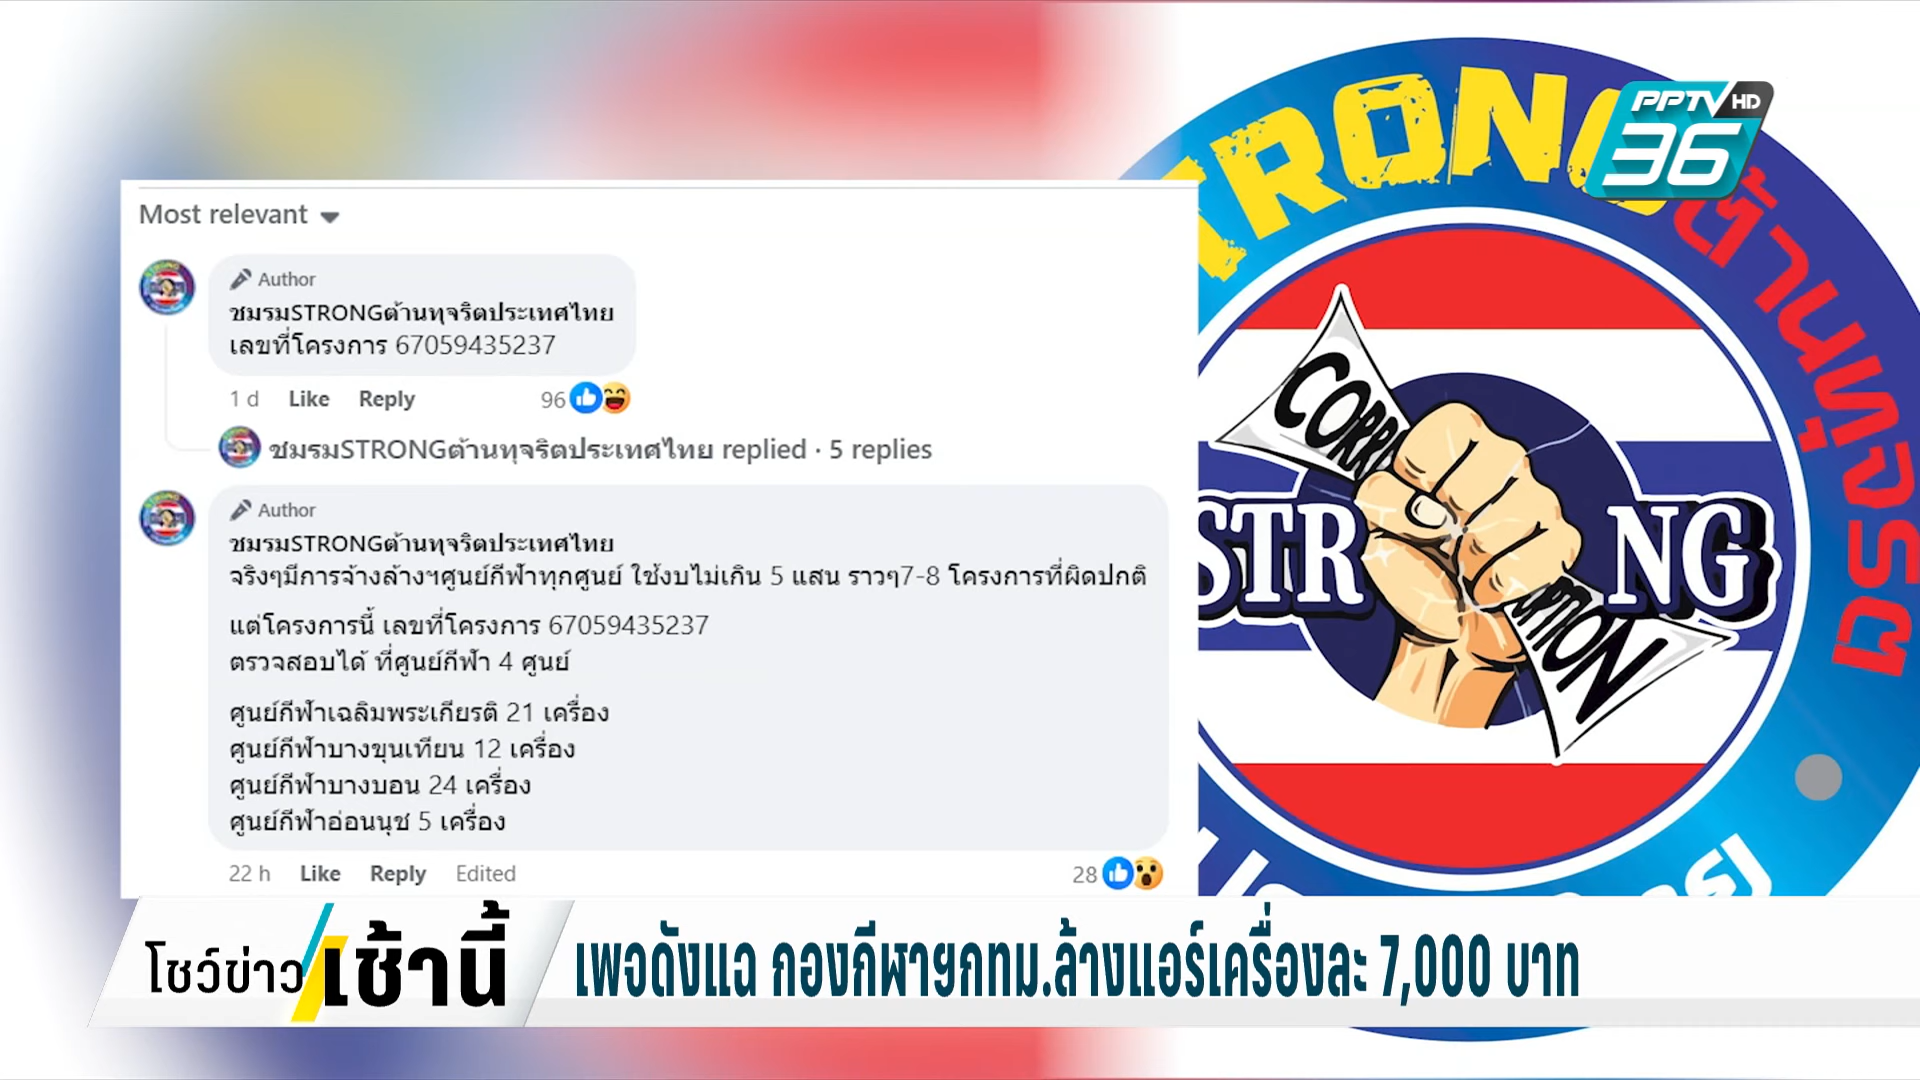 PPTV HD
36
STRONGต้านทุจริต
Most relevant
Author
ชมรมSTRONGต้านทุจริตประเทศไทย
เลขที่โครงการ 67059435237
1 d Like Reply 96
ชมรมSTRONGต้านทุจริตประเทศไทย replied · 5 replies
Author
ชมรมSTRONGต้านทุจริตประเทศไทย
จริงๆมีการจ้างล้างฯศูนย์กีฬาทุกศูนย์ ใช้งบไม่เกิน 5 แสน ราวๆ7-8 โครงการที่ผิดปกติ
แต่โครงการนี้ เลขที่โครงการ 67059435237
ตรวจสอบได้ ที่ศูนย์กีฬา 4 ศูนย์
ศูนย์กีฬาเฉลิมพระเกียรติ 21 เครื่อง
ศูนย์กีฬาบางขุนเทียน 12 เครื่อง
ศูนย์กีฬาบางบอน 24 เครื่อง
ศูนย์กีฬาอ่อนนุช 5 เครื่อง
22 h Like Reply Edited 28
CORR
STR NG
PTION
โชว์ข่าวเช้านี้
เพจดังแฉ กองกีฬาฯกทม.ล้างแอร์เครื่องละ 7,000 บาท